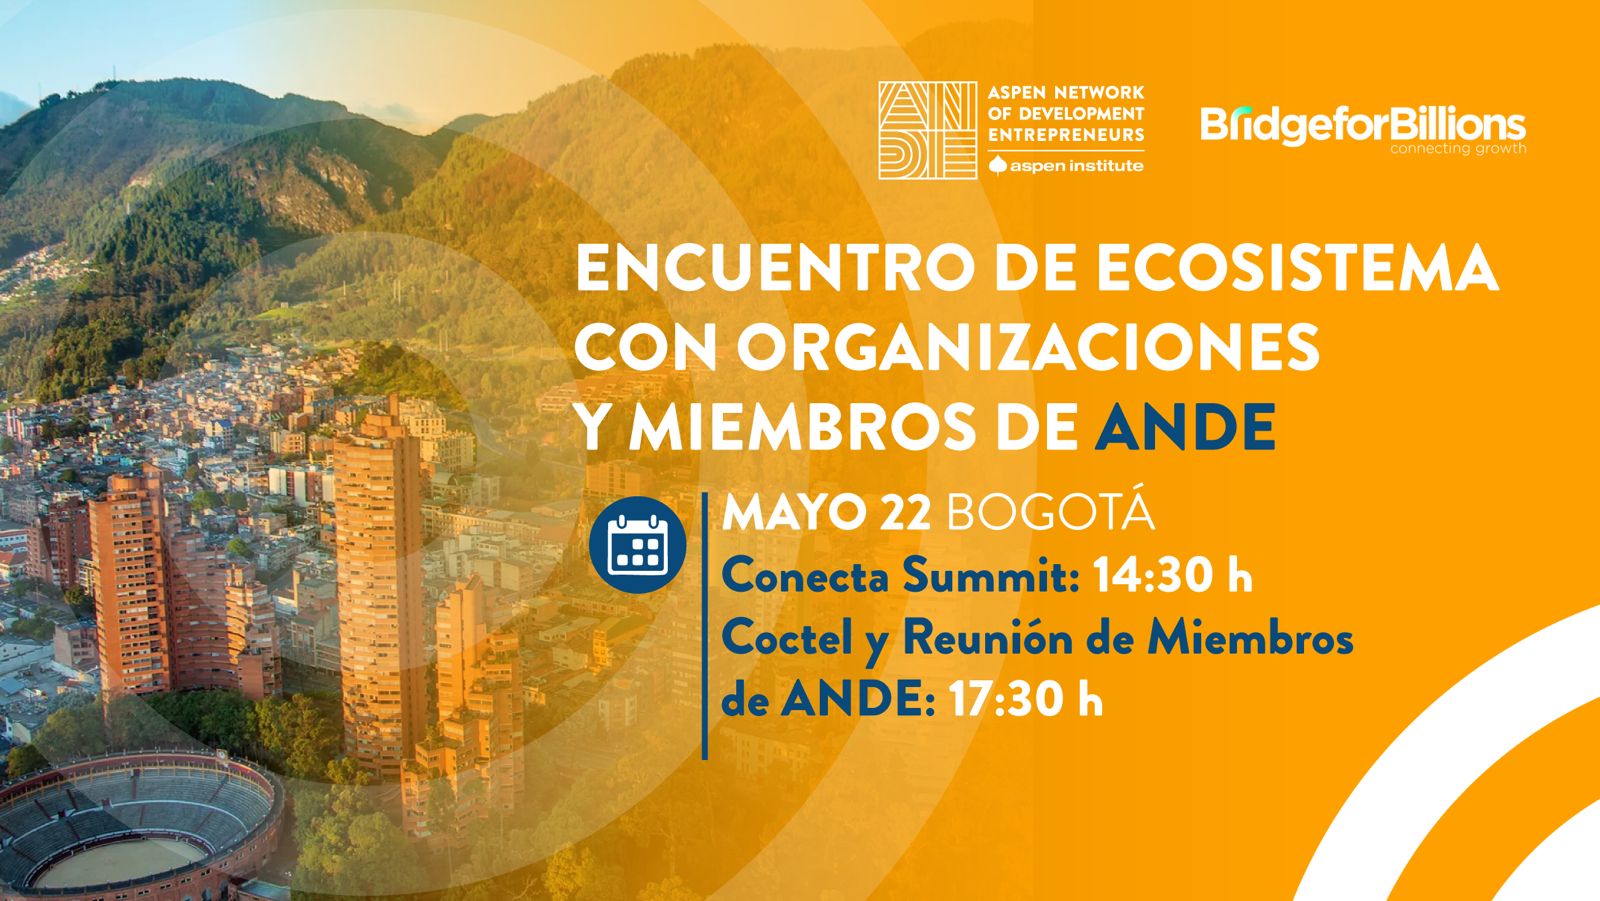 ANDE
ASPEN NETWORK
OF DEVELOPMENT
ENTREPRENEURS
aspen institute
BridgeforBillions
connecting growth
ENCUENTRO DE ECOSISTEMA
CON ORGANIZACIONES
Y MIEMBROS DE ANDE
MAYO 22 BOGOTÁ
Conecta Summit: 14:30 h
Coctel y Reunión de Miembros
de ANDE: 17:30 h